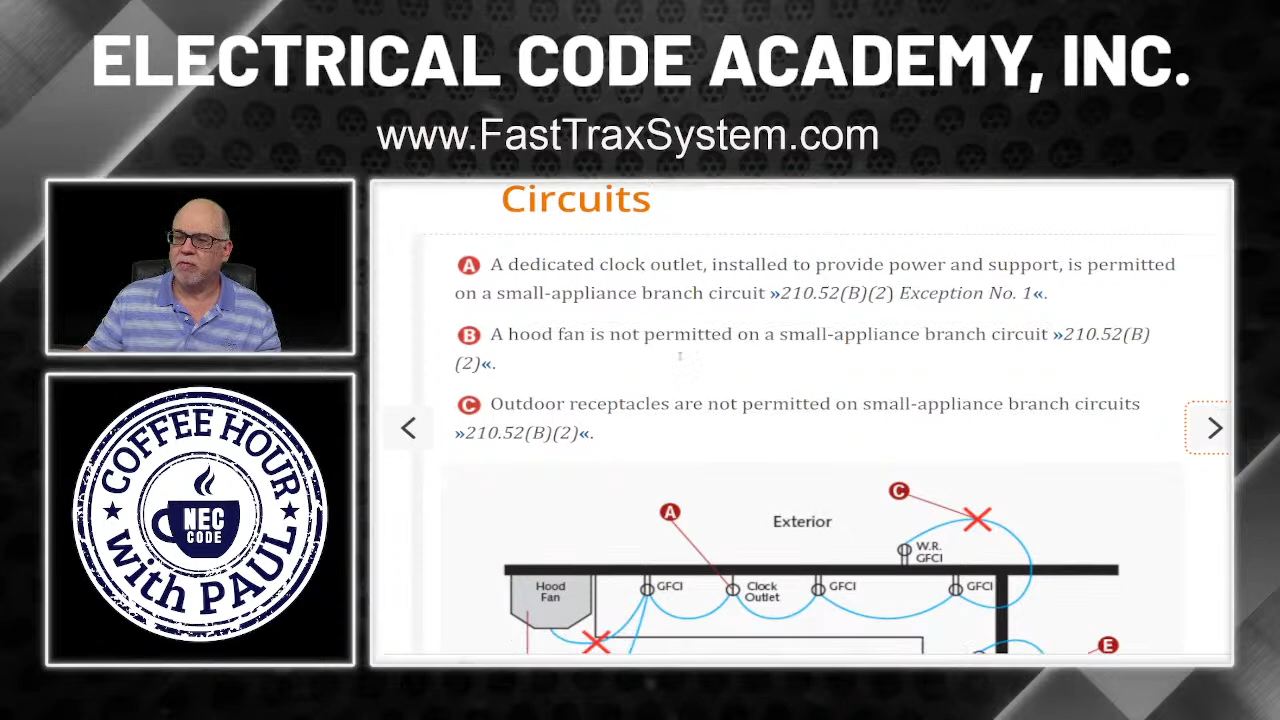 ELECTRICAL CODE ACADEMY, INC.
www.FastTraxSystem.com
Circuits
A A dedicated clock outlet, installed to provide power and support, is permitted
on a small-appliance branch circuit »210.52(B)(2) Exception No. 1«.
B A hood fan is not permitted on a small-appliance branch circuit »210.52(B)
(2)«.
C Outdoor receptacles are not permitted on small-appliance branch circuits
»210.52(B)(2)«.
C
A
Exterior
W.R.
GFCI
Hood
Fan
GFCI
Clock
Outlet
GFCI
GFCI
E
COFFEE HOUR
NEC
CODE
with PAUL